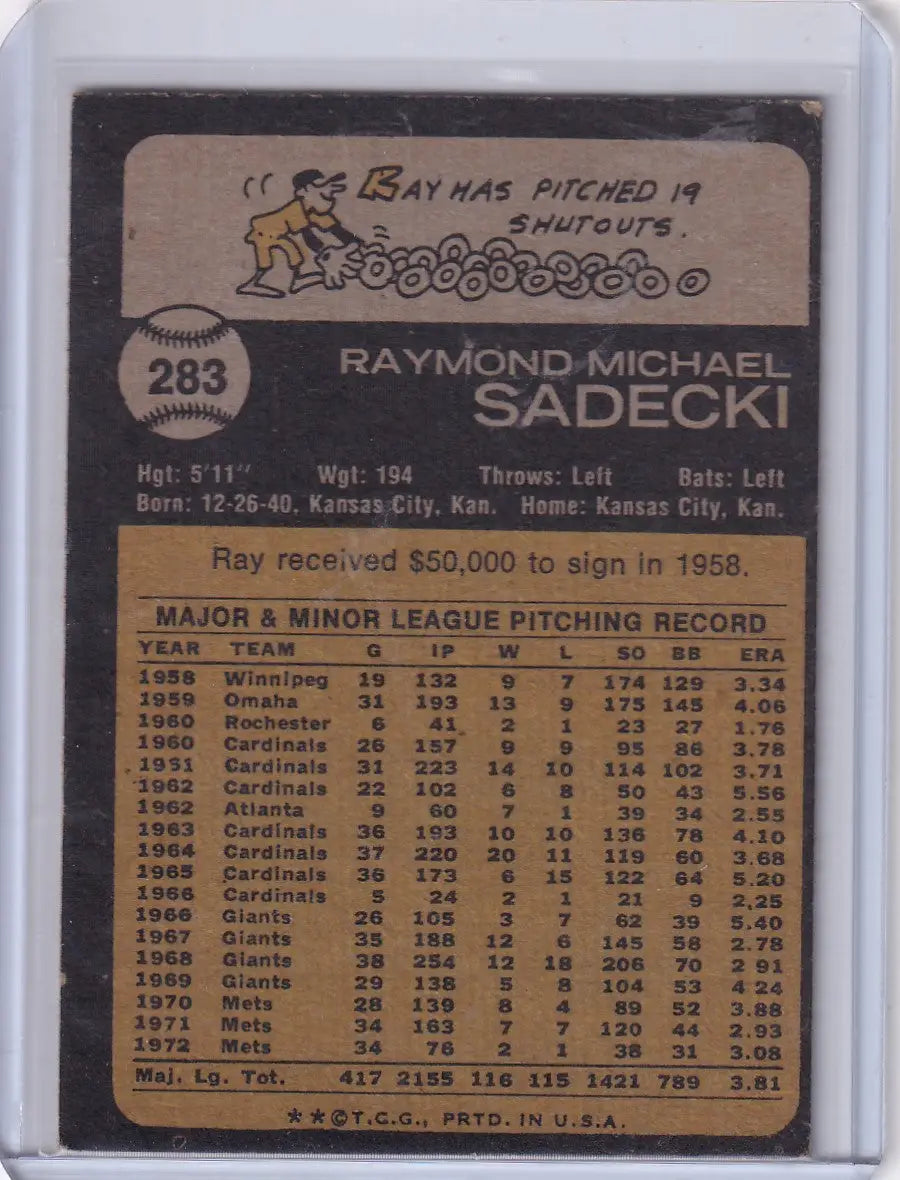 RAY HAS PITCHED 19
SHUTOUTS.
283
RAYMOND MICHAEL
SADECKI
Hgt: 5'11" Wgt: 194 Throws: Left Bats: Left
Born: 12-26-40, Kansas City, Kan. Home: Kansas City, Kan.
Ray received $50,000 to sign in 1958.
MAJOR & MINOR LEAGUE PITCHING RECORD
YEAR TEAM G IP W L SO BB ERA
1958 Winnipeg 19 132 9 7 174 129 3.34
1959 Omaha 31 193 13 9 175 145 4.06
1960 Rochester 6 41 2 1 23 27 1.76
1960 Cardinals 26 157 9 9 95 86 3.78
1961 Cardinals 31 223 14 10 114 102 3.71
1962 Cardinals 22 102 6 8 50 43 5.56
1962 Atlanta 9 60 7 1 39 34 2.55
1963 Cardinals 36 193 10 10 136 78 4.10
1964 Cardinals 37 220 20 11 119 60 3.68
1965 Cardinals 36 173 6 15 122 64 5.20
1966 Cardinals 5 24 2 1 21 9 2.25
1966 Giants 26 105 3 7 62 39 5.40
1967 Giants 35 188 12 6 145 58 2.78
1968 Giants 38 254 12 18 206 70 2 91
1969 Giants 29 138 5 8 104 53 4 24
1970 Mets 28 139 8 4 89 52 3.88
1971 Mets 34 163 7 7 120 44 2.93
1972 Mets 34 76 2 1 38 31 3.08
Maj. Lg. Tot. 417 2155 116 115 1421 789 3.81
**©T.C.G., PRTD. IN U.S.A.